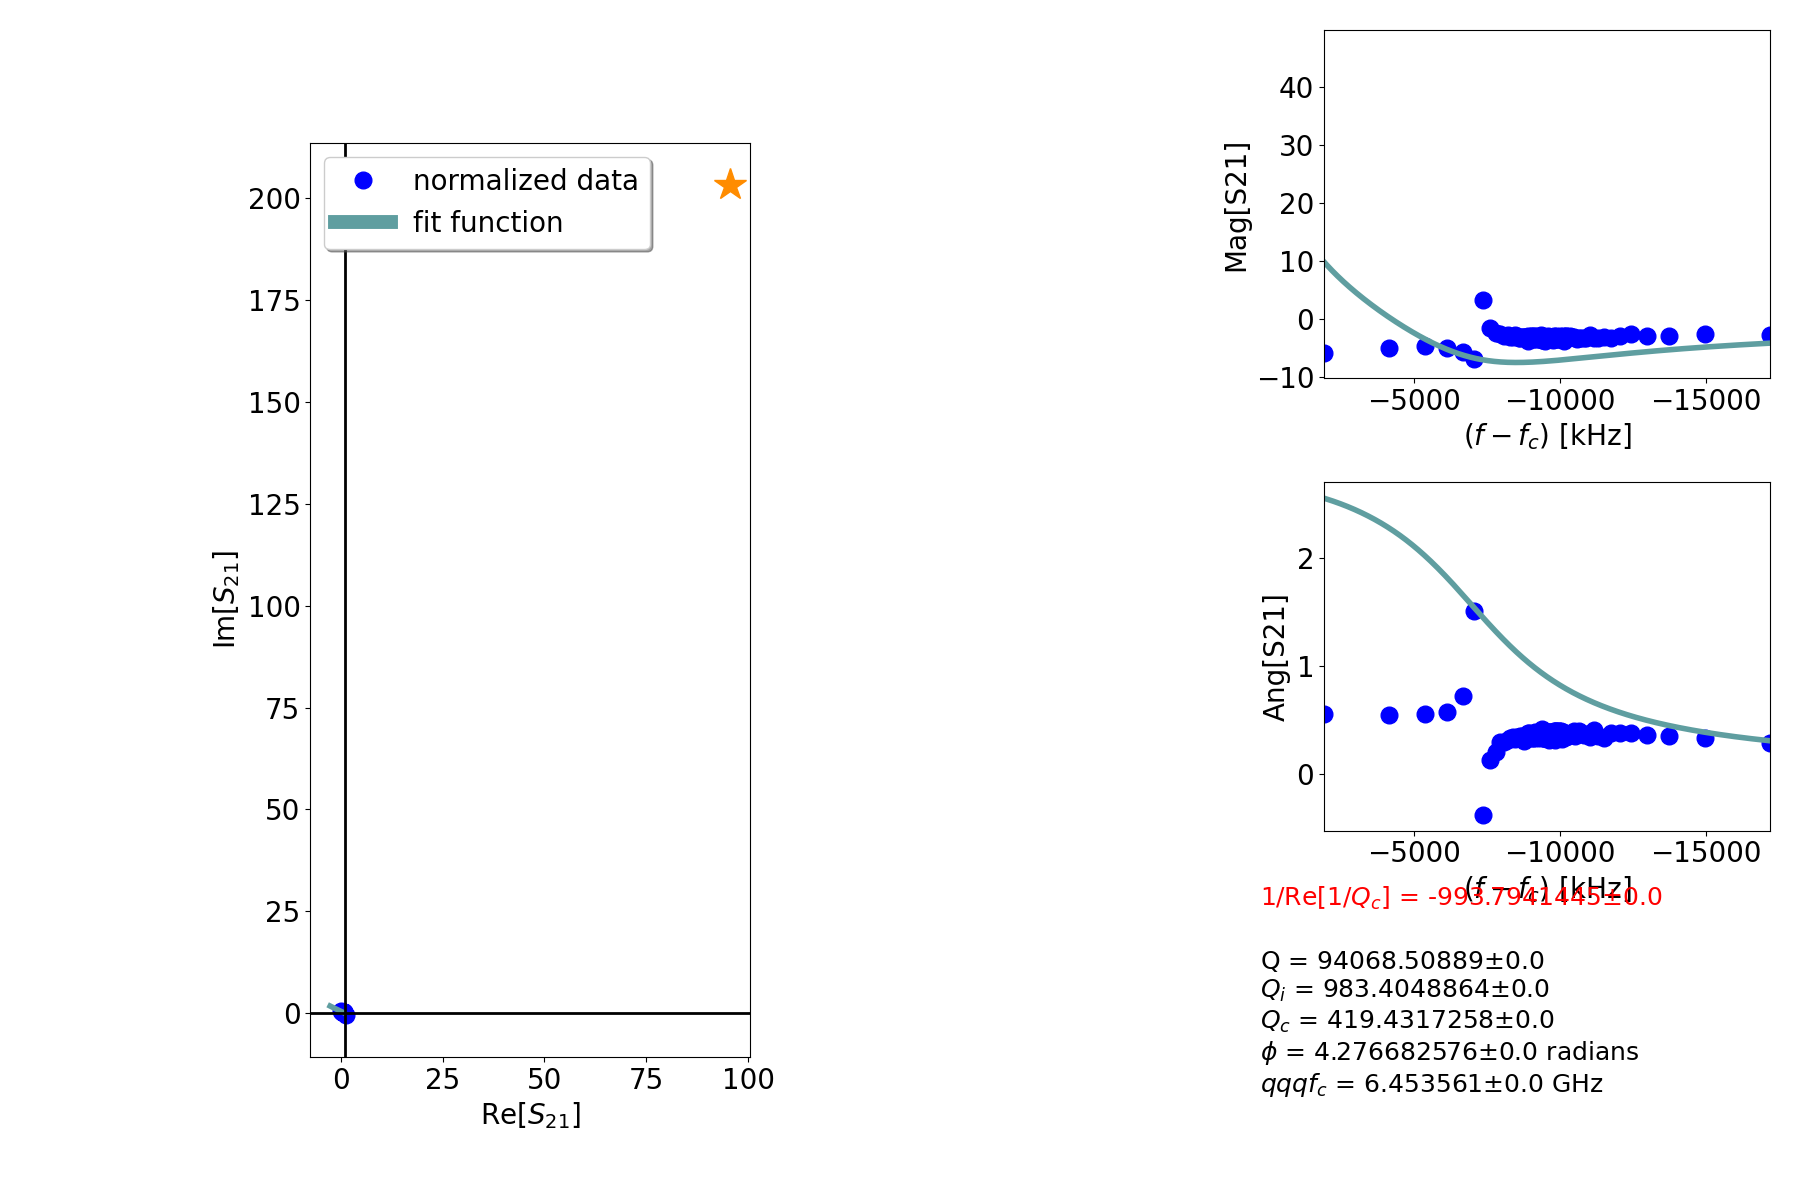 normalized data
fit function
200
175
150
125
100
75
50
25
0
Im[S21]
0
25
50
75
100
Re[S21]
40
30
20
10
0
−10
Mag[S21]
−5000
−10000
−15000
(f − fc) [kHz]
2
1
0
Ang[S21]
−5000
−10000
−15000
(f − fc) [kHz]
1/Re[1/Qc] = -993.7941445±0.0
Q = 94068.50889±0.0
Qi = 983.4048864±0.0
Qc = 419.4317258±0.0
ϕ = 4.276682576±0.0 radians
qqqfc = 6.453561±0.0 GHz